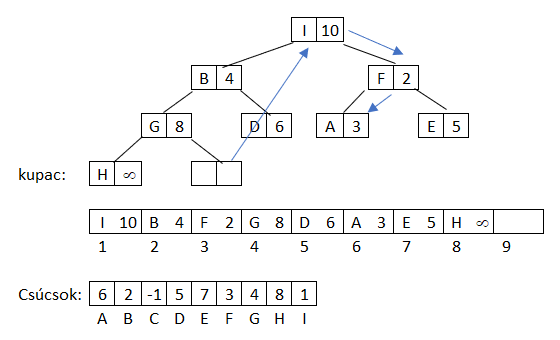 I 10
B 4 F 2
G 8 D 6 A 3 E 5
kupac: H ∞
I 10 B 4 F 2 G 8 D 6 A 3 E 5 H ∞
1 2 3 4 5 6 7 8 9
Csúcsok: 6 2 -1 5 7 3 4 8 1
A B C D E F G H I